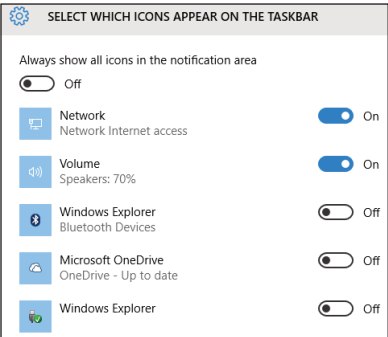 SELECT WHICH ICONS APPEAR ON THE TASKBAR
Always show all icons in the notification area
Off
Network On
Network Internet access
Volume On
Speakers: 70%
Windows Explorer Off
Bluetooth Devices
Microsoft OneDrive Off
OneDrive - Up to date
Windows Explorer Off